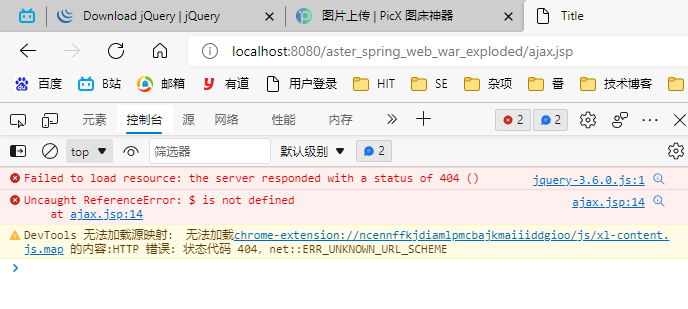 Download jQuery | jQuery
图片上传 | PicX 图床神器
Title
localhost:8080/aster_spring_web_war_exploded/ajax.jsp
百度 B站 邮箱 有道 用户登录 HIT SE 杂项 番 技术博客
元素 控制台 源 网络 性能 内存 2 2
top 筛选器 默认级别 2
Failed to load resource: the server responded with a status of 404 () jquery-3.6.0.js:1
Uncaught ReferenceError: $ is not defined ajax.jsp:14
at ajax.jsp:14
DevTools 无法加载源映射: 无法加载chrome-extension://ncennffkjdiamlpmcbajkmaiiiddgioo/js/xl-content.
js.map 的内容:HTTP 错误: 状态代码 404，net::ERR_UNKNOWN_URL_SCHEME